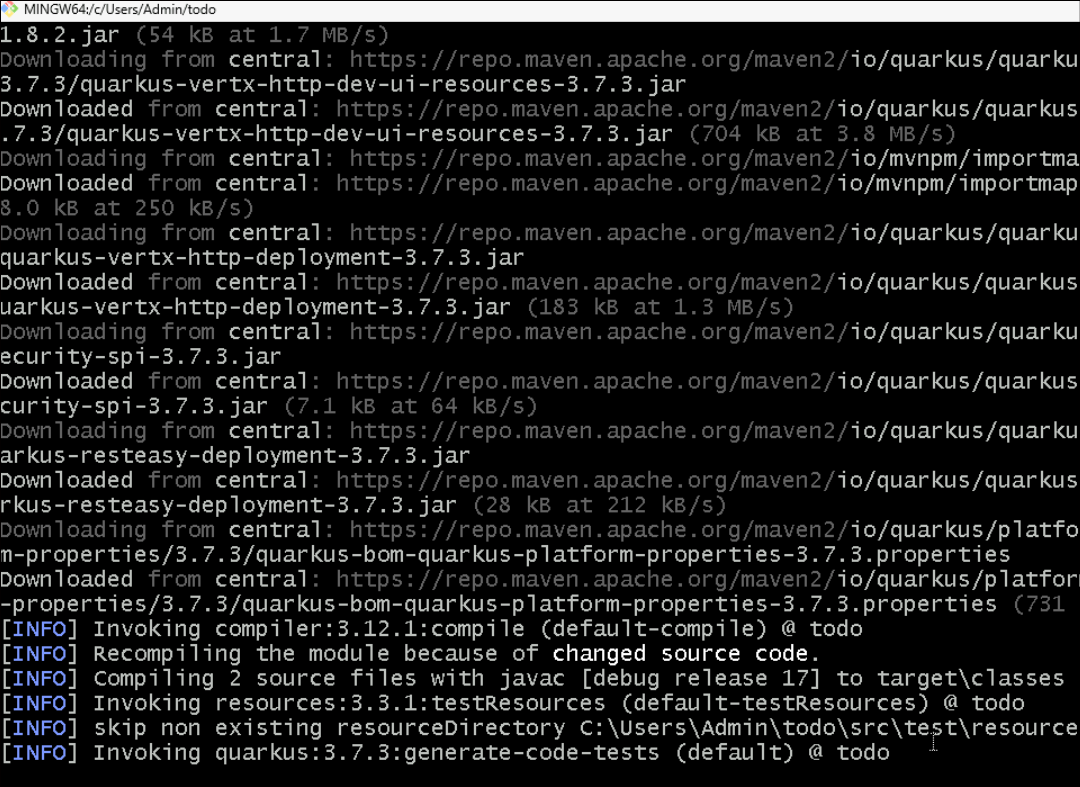 MINGW64:/c/Users/Admin/todo
1.8.2.jar (54 kB at 1.7 MB/s)
Downloading from central: https://repo.maven.apache.org/maven2/io/quarkus/quarku
3.7.3/quarkus-vertx-http-dev-ui-resources-3.7.3.jar
Downloaded from central: https://repo.maven.apache.org/maven2/io/quarkus/quarkus
.7.3/quarkus-vertx-http-dev-ui-resources-3.7.3.jar (704 kB at 3.8 MB/s)
Downloading from central: https://repo.maven.apache.org/maven2/io/mvnpm/importma
Downloaded from central: https://repo.maven.apache.org/maven2/io/mvnpm/importmap
8.0 kB at 250 kB/s)
Downloading from central: https://repo.maven.apache.org/maven2/io/quarkus/quarku
quarkus-vertx-http-deployment-3.7.3.jar
Downloaded from central: https://repo.maven.apache.org/maven2/io/quarkus/quarkus
uarkus-vertx-http-deployment-3.7.3.jar (183 kB at 1.3 MB/s)
Downloading from central: https://repo.maven.apache.org/maven2/io/quarkus/quarku
ecurity-spi-3.7.3.jar
Downloaded from central: https://repo.maven.apache.org/maven2/io/quarkus/quarkus
curity-spi-3.7.3.jar (7.1 kB at 64 kB/s)
Downloading from central: https://repo.maven.apache.org/maven2/io/quarkus/quarku
arkus-resteasy-deployment-3.7.3.jar
Downloaded from central: https://repo.maven.apache.org/maven2/io/quarkus/quarkus
rkus-resteasy-deployment-3.7.3.jar (28 kB at 212 kB/s)
Downloading from central: https://repo.maven.apache.org/maven2/io/quarkus/platfo
m-properties/3.7.3/quarkus-bom-quarkus-platform-properties-3.7.3.properties
Downloaded from central: https://repo.maven.apache.org/maven2/io/quarkus/platfor
-properties/3.7.3/quarkus-bom-quarkus-platform-properties-3.7.3.properties (731
[INFO] Invoking compiler:3.12.1:compile (default-compile) @ todo
[INFO] Recompiling the module because of changed source code.
[INFO] Compiling 2 source files with javac [debug release 17] to target\classes
[INFO] Invoking resources:3.3.1:testResources (default-testResources) @ todo
[INFO] skip non existing resourceDirectory C:\Users\Admin\todo\src\test\resource
[INFO] Invoking quarkus:3.7.3:generate-code-tests (default) @ todo